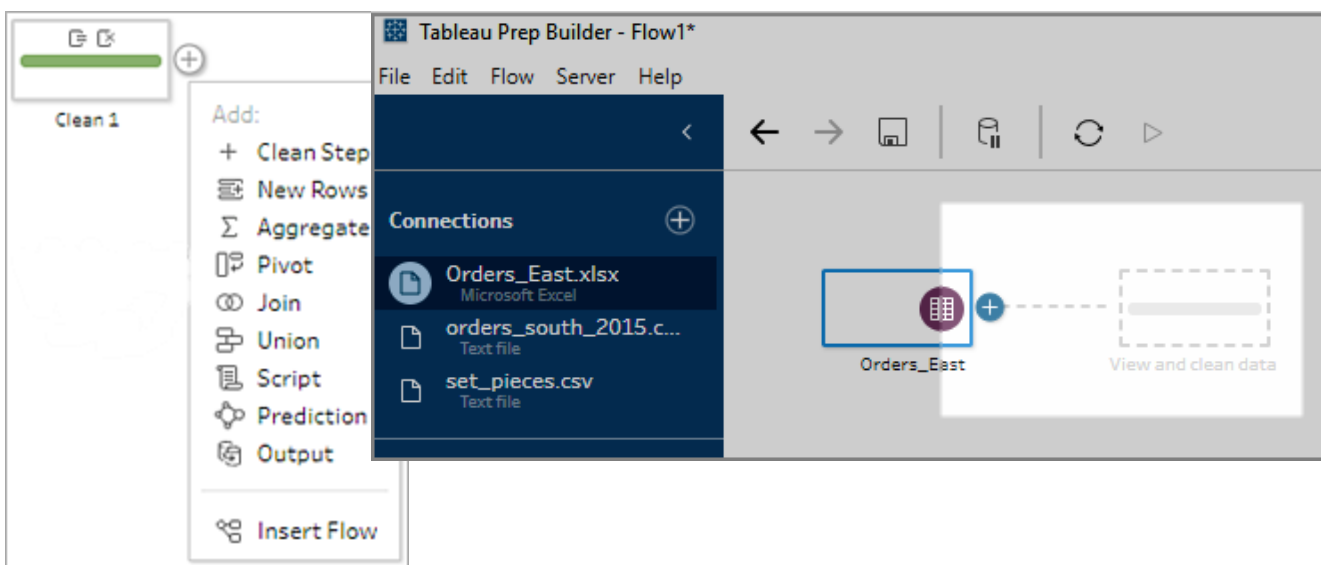 Clean 1
Add:
Clean Step
New Rows
Aggregate
Pivot
Join
Union
Script
Prediction
Output
Insert Flow
Tableau Prep Builder - Flow1*
File Edit Flow Server Help
Connections
Orders_East.xlsx
Microsoft Excel
orders_south_2015.c...
Text file
set_pieces.csv
Text file
Orders_East
View and clean data